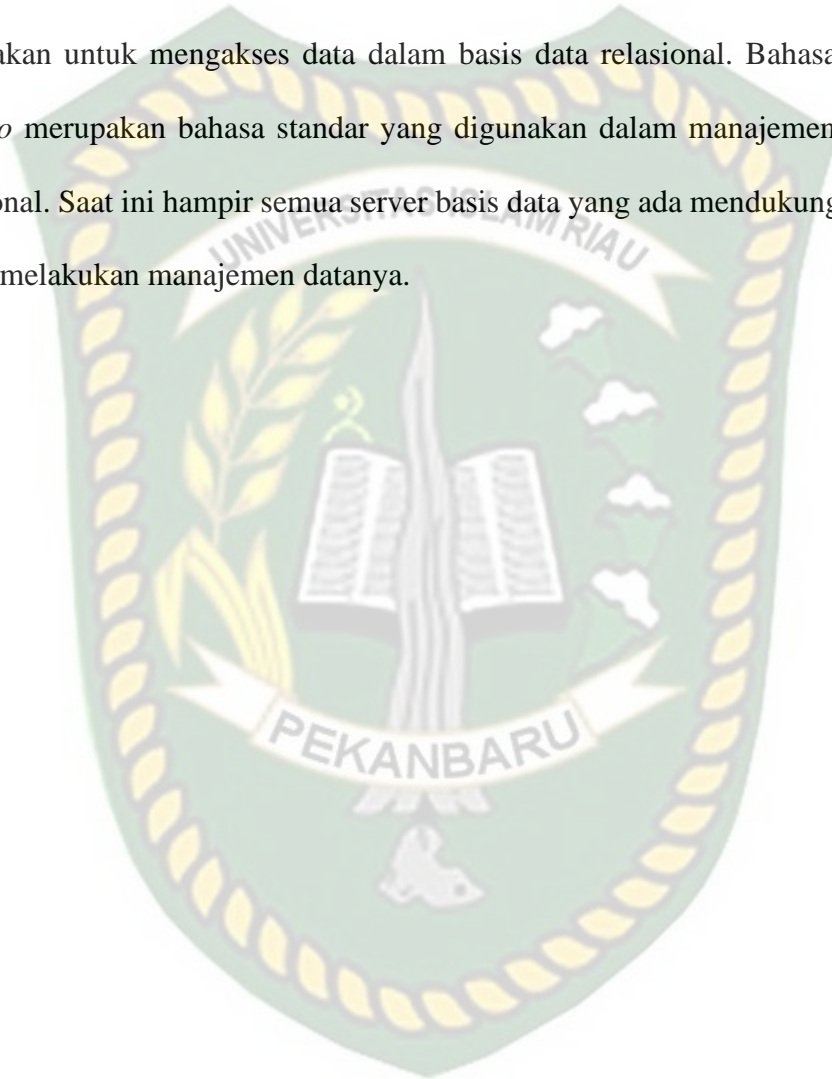 akan untuk mengakses data dalam basis data relasional. Bahasa
o merupakan bahasa standar yang digunakan dalam manajemen
onal. Saat ini hampir semua server basis data yang ada mendukung
melakukan manajemen datanya.
UNIVERSITAS ISLAM RIAU
PEKANBARU